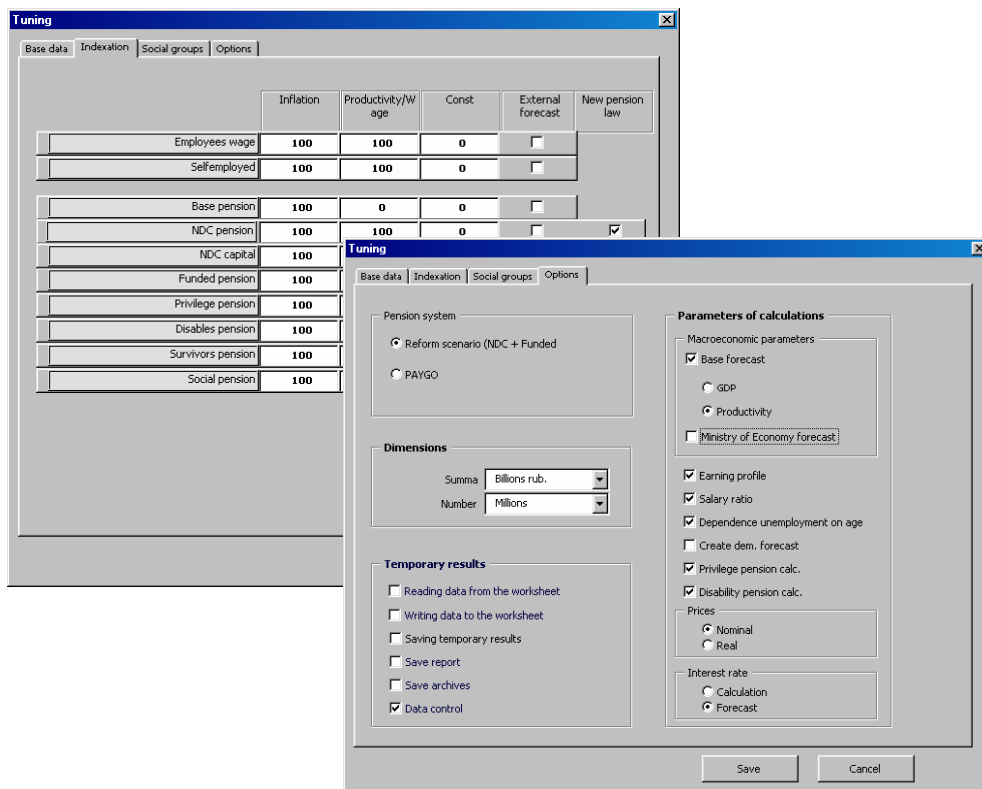 Tuning
Base data Indexation Social groups Options
Inflation Productivity/W Const External New pension
age forecast law
Employees wage 100 100 0
Selfemployed 100 100 0
Base pension 100 0 0
NDC pension 100 100 0
NDC capital 100
Funded pension 100
Privilege pension 100
Disables pension 100
Survivors pension 100
Social pension 100
Tuning
Base data Indexation Social groups Options
Pension system
Reform scenario (NDC + Funded
PAYGO
Dimensions
Summa Billions rub.
Number Millions
Temporary results
Reading data from the worksheet
Writing data to the worksheet
Saving temporary results
Save report
Save archives
Data control
Parameters of calculations
Macroeconomic parameters
Base forecast
GDP
Productivity
Ministry of Economy forecast
Earning profile
Salary ratio
Dependence unemployment on age
Create dem. forecast
Privilege pension calc.
Disability pension calc.
Prices
Nominal
Real
Interest rate
Calculation
Forecast
Save Cancel